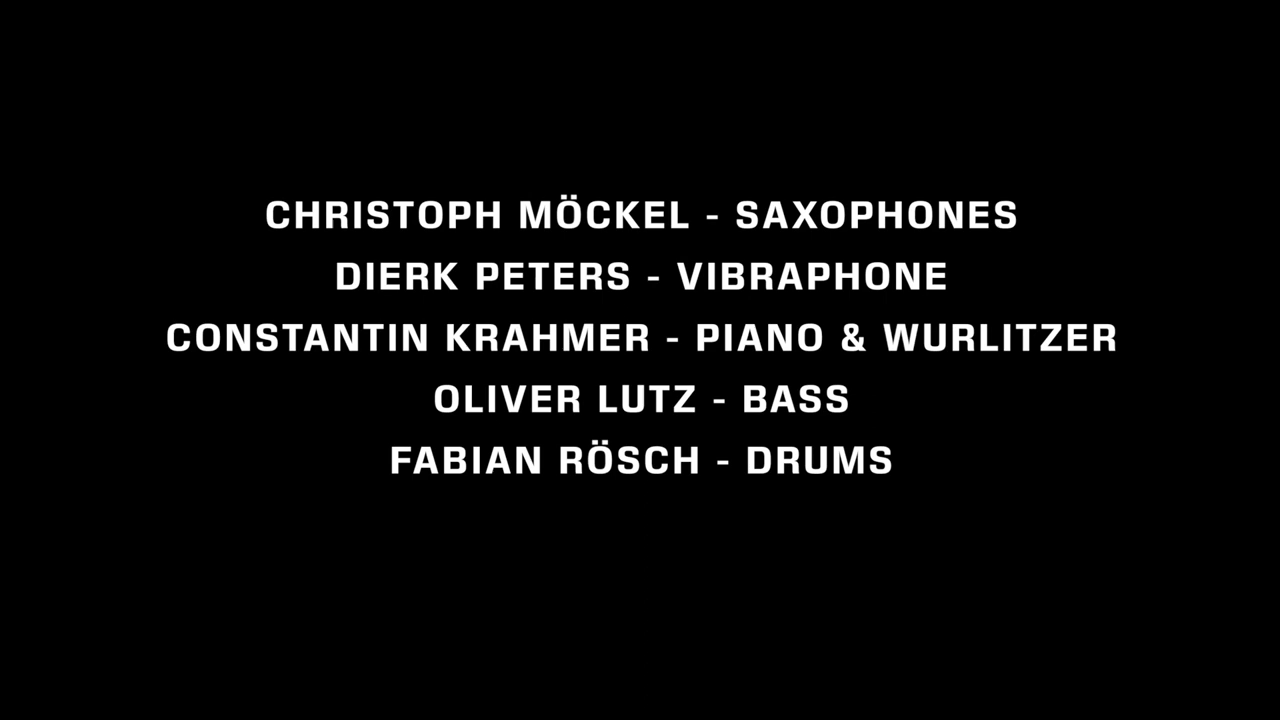 CHRISTOPH MÖCKEL - SAXOPHONES
DIERK PETERS - VIBRAPHONE
CONSTANTIN KRAHMER - PIANO & WURLITZER
OLIVER LUTZ - BASS
FABIAN RÖSCH - DRUMS